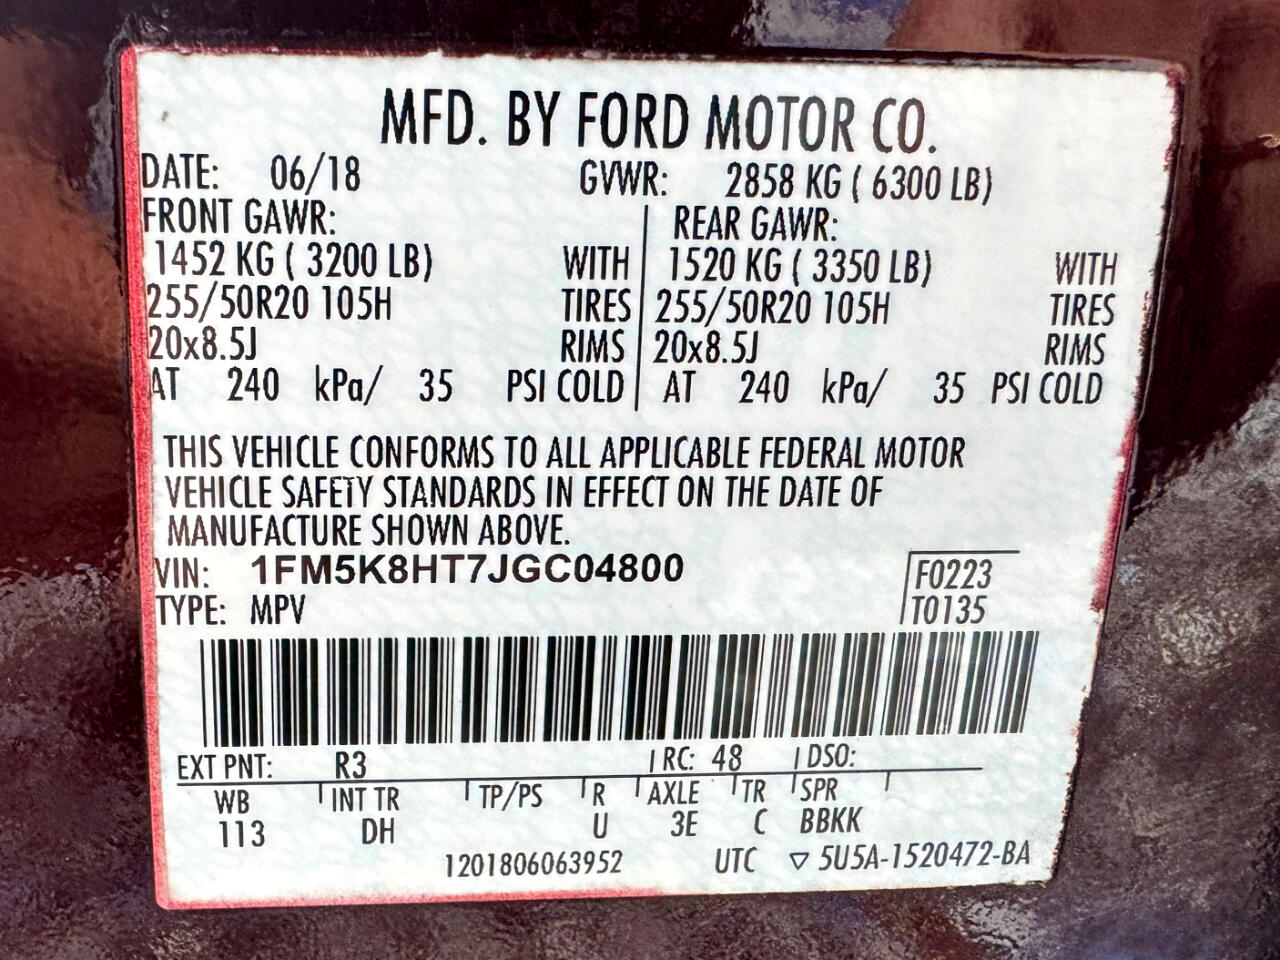 MFD. BY FORD MOTOR CO.
DATE: 06/18 GVWR: 2858 KG ( 6300 LB)
FRONT GAWR: REAR GAWR:
1452 KG ( 3200 LB) WITH 1520 KG ( 3350 LB) WITH
255/50R20 105H TIRES 255/50R20 105H TIRES
20x8.5J RIMS 20x8.5J RIMS
AT 240 kPa/ 35 PSI COLD AT 240 kPa/ 35 PSI COLD
THIS VEHICLE CONFORMS TO ALL APPLICABLE FEDERAL MOTOR
VEHICLE SAFETY STANDARDS IN EFFECT ON THE DATE OF
MANUFACTURE SHOWN ABOVE.
VIN: 1FM5K8HT7JGC04800 F0223
TYPE: MPV T0135
EXT PNT: R3 RC: 48 DSO:
WB INT TR TP/PS R AXLE TR SPR
113 DH U 3E C BBKK
1201806063952 UTC ▽ 5U5A-1520472-BA